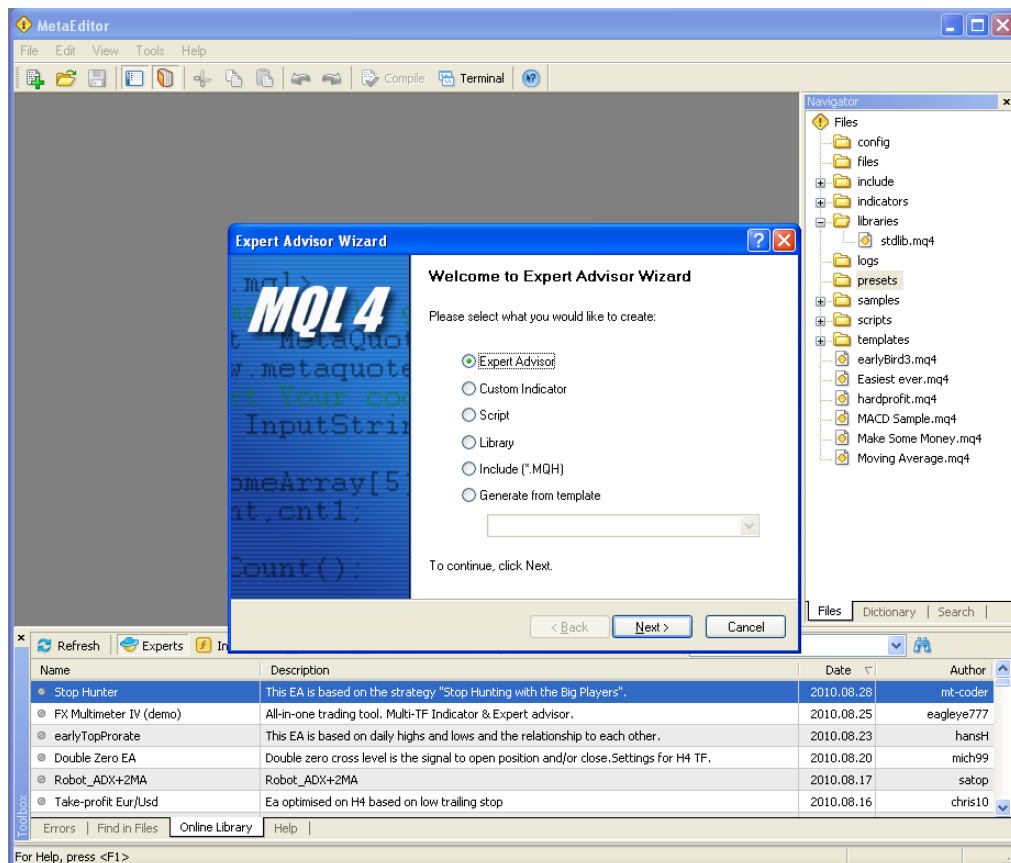 MetaEditor
File Edit View Tools Help
Compile Terminal
Navigator
Files
config
files
include
indicators
libraries
stdlib.mq4
logs
presets
samples
scripts
templates
earlyBird3.mq4
Easiest ever.mq4
hardprofit.mq4
MACD Sample.mq4
Make Some Money.mq4
Moving Average.mq4
Files Dictionary Search
Expert Advisor Wizard
MQL 4
.metaquote
InputStrin
omeArray[5]
nt,cnt1;
Count();
Welcome to Expert Advisor Wizard
Please select what you would like to create:
Expert Advisor
Custom Indicator
Script
Library
Include (*.MQH)
Generate from template
To continue, click Next.
< Back Next > Cancel
Refresh Experts In
Name Description Date Author
Stop Hunter This EA is based on the strategy "Stop Hunting with the Big Players". 2010.08.28 mt-coder
FX Multimeter IV (demo) All-in-one trading tool. Multi-TF Indicator & Expert advisor. 2010.08.25 eagleye777
earlyTopProrate This EA is based on daily highs and lows and the relationship to each other. 2010.08.23 hansH
Double Zero EA Double zero cross level is the signal to open position and/or close.Settings for H4 TF. 2010.08.20 mich99
Robot_ADX+2MA Robot_ADX+2MA 2010.08.17 satop
Take-profit Eur/Usd Ea optimised on H4 based on low trailing stop 2010.08.16 chris10
Toolbox
Errors Find in Files Online Library Help
For Help, press <F1>